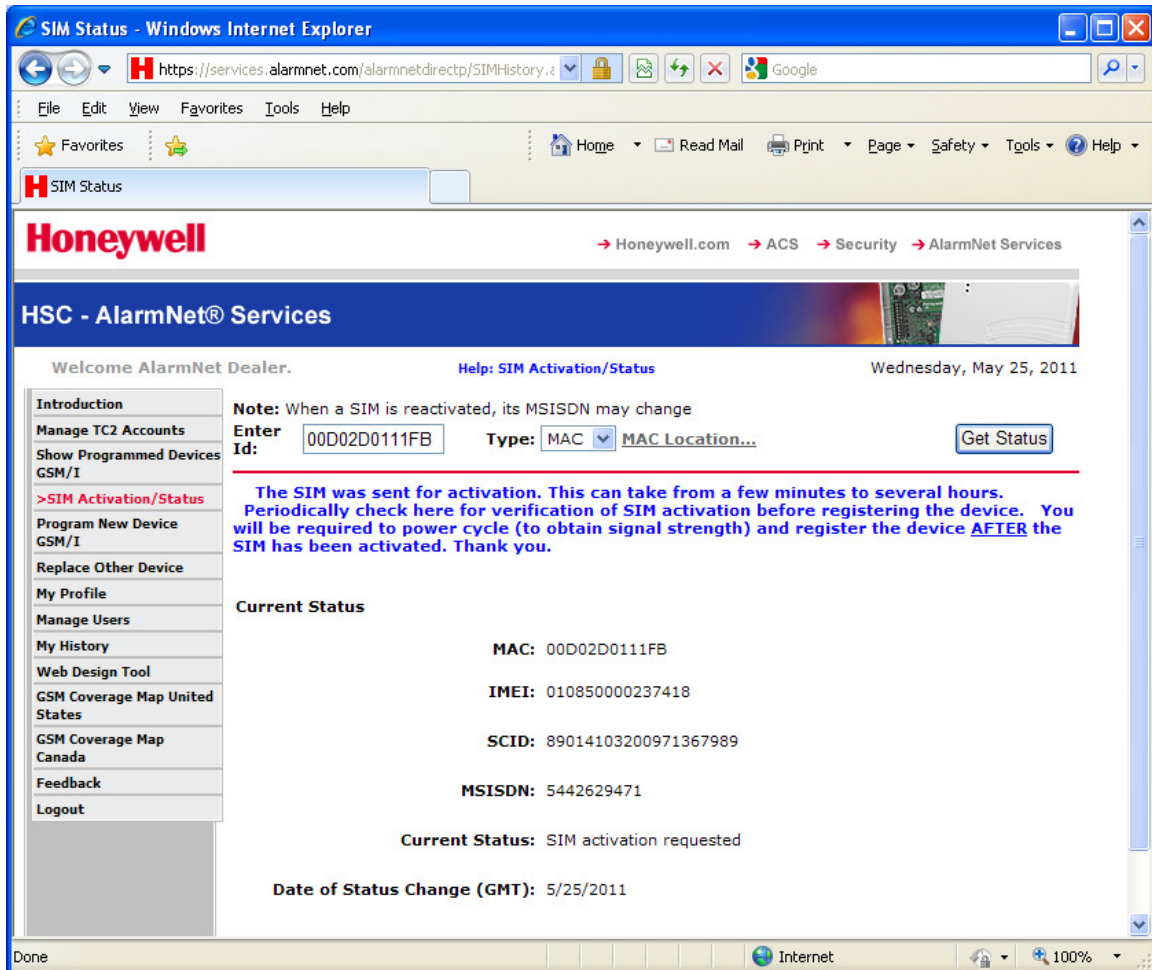 SIM Status - Windows Internet Explorer
https://services.alarmnet.com/alarmnetdirectp/SIMHistory.a
Google
File Edit View Favorites Tools Help
Favorites
Home Read Mail Print Page Safety Tools Help
SIM Status
Honeywell
Honeywell.com ACS Security AlarmNet Services
HSC - AlarmNet® Services
Welcome AlarmNet Dealer. Help: SIM Activation/Status Wednesday, May 25, 2011
Introduction
Manage TC2 Accounts
Show Programmed Devices
GSM/I
>SIM Activation/Status
Program New Device
GSM/I
Replace Other Device
My Profile
Manage Users
My History
Web Design Tool
GSM Coverage Map United
States
GSM Coverage Map
Canada
Feedback
Logout
Note: When a SIM is reactivated, its MSISDN may change
Enter
Id: 00D02D0111FB Type: MAC MAC Location... Get Status
The SIM was sent for activation. This can take from a few minutes to several hours.
Periodically check here for verification of SIM activation before registering the device. You
will be required to power cycle (to obtain signal strength) and register the device AFTER the
SIM has been activated. Thank you.
Current Status
MAC: 00D02D0111FB
IMEI: 010850000237418
SCID: 89014103200971367989
MSISDN: 5442629471
Current Status: SIM activation requested
Date of Status Change (GMT): 5/25/2011
Done Internet 100%